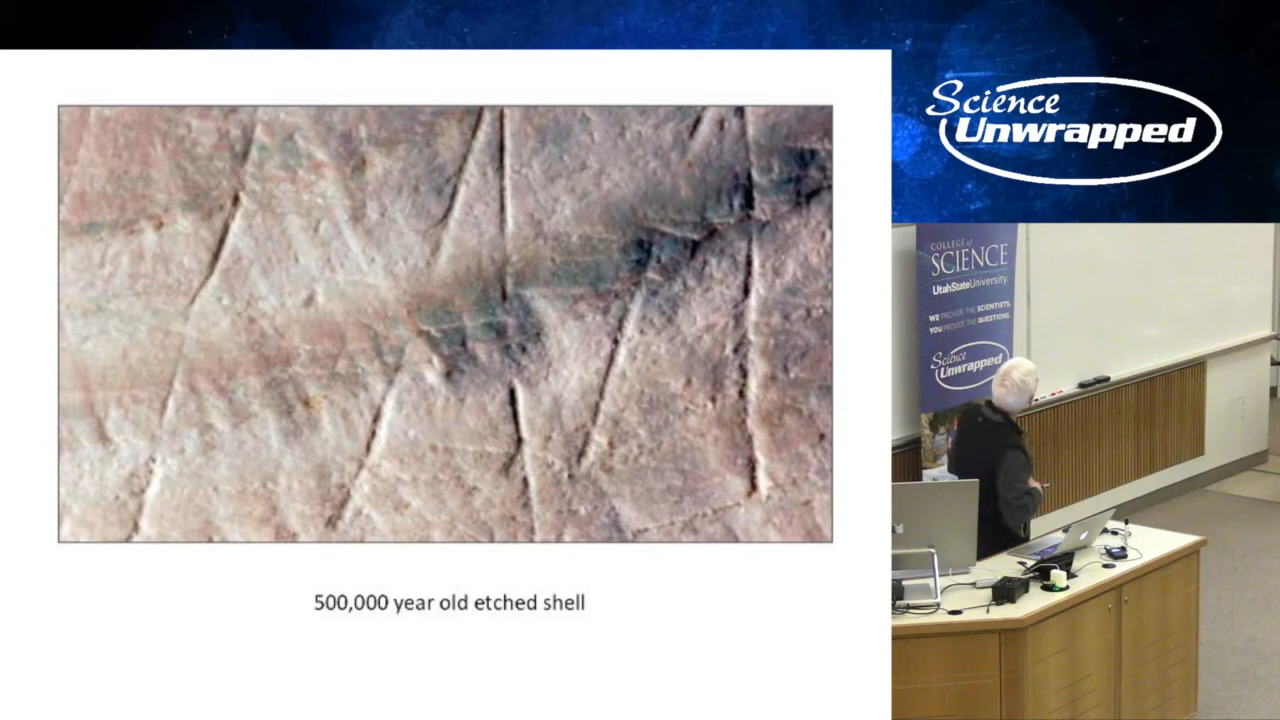 Science
Unwrapped
COLLEGE of
SCIENCE
UtahStateUniversity
WE PROVIDE THE SCIENTISTS,
YOU PROVIDE THE QUESTIONS.
Science
Unwrapped
500,000 year old etched shell